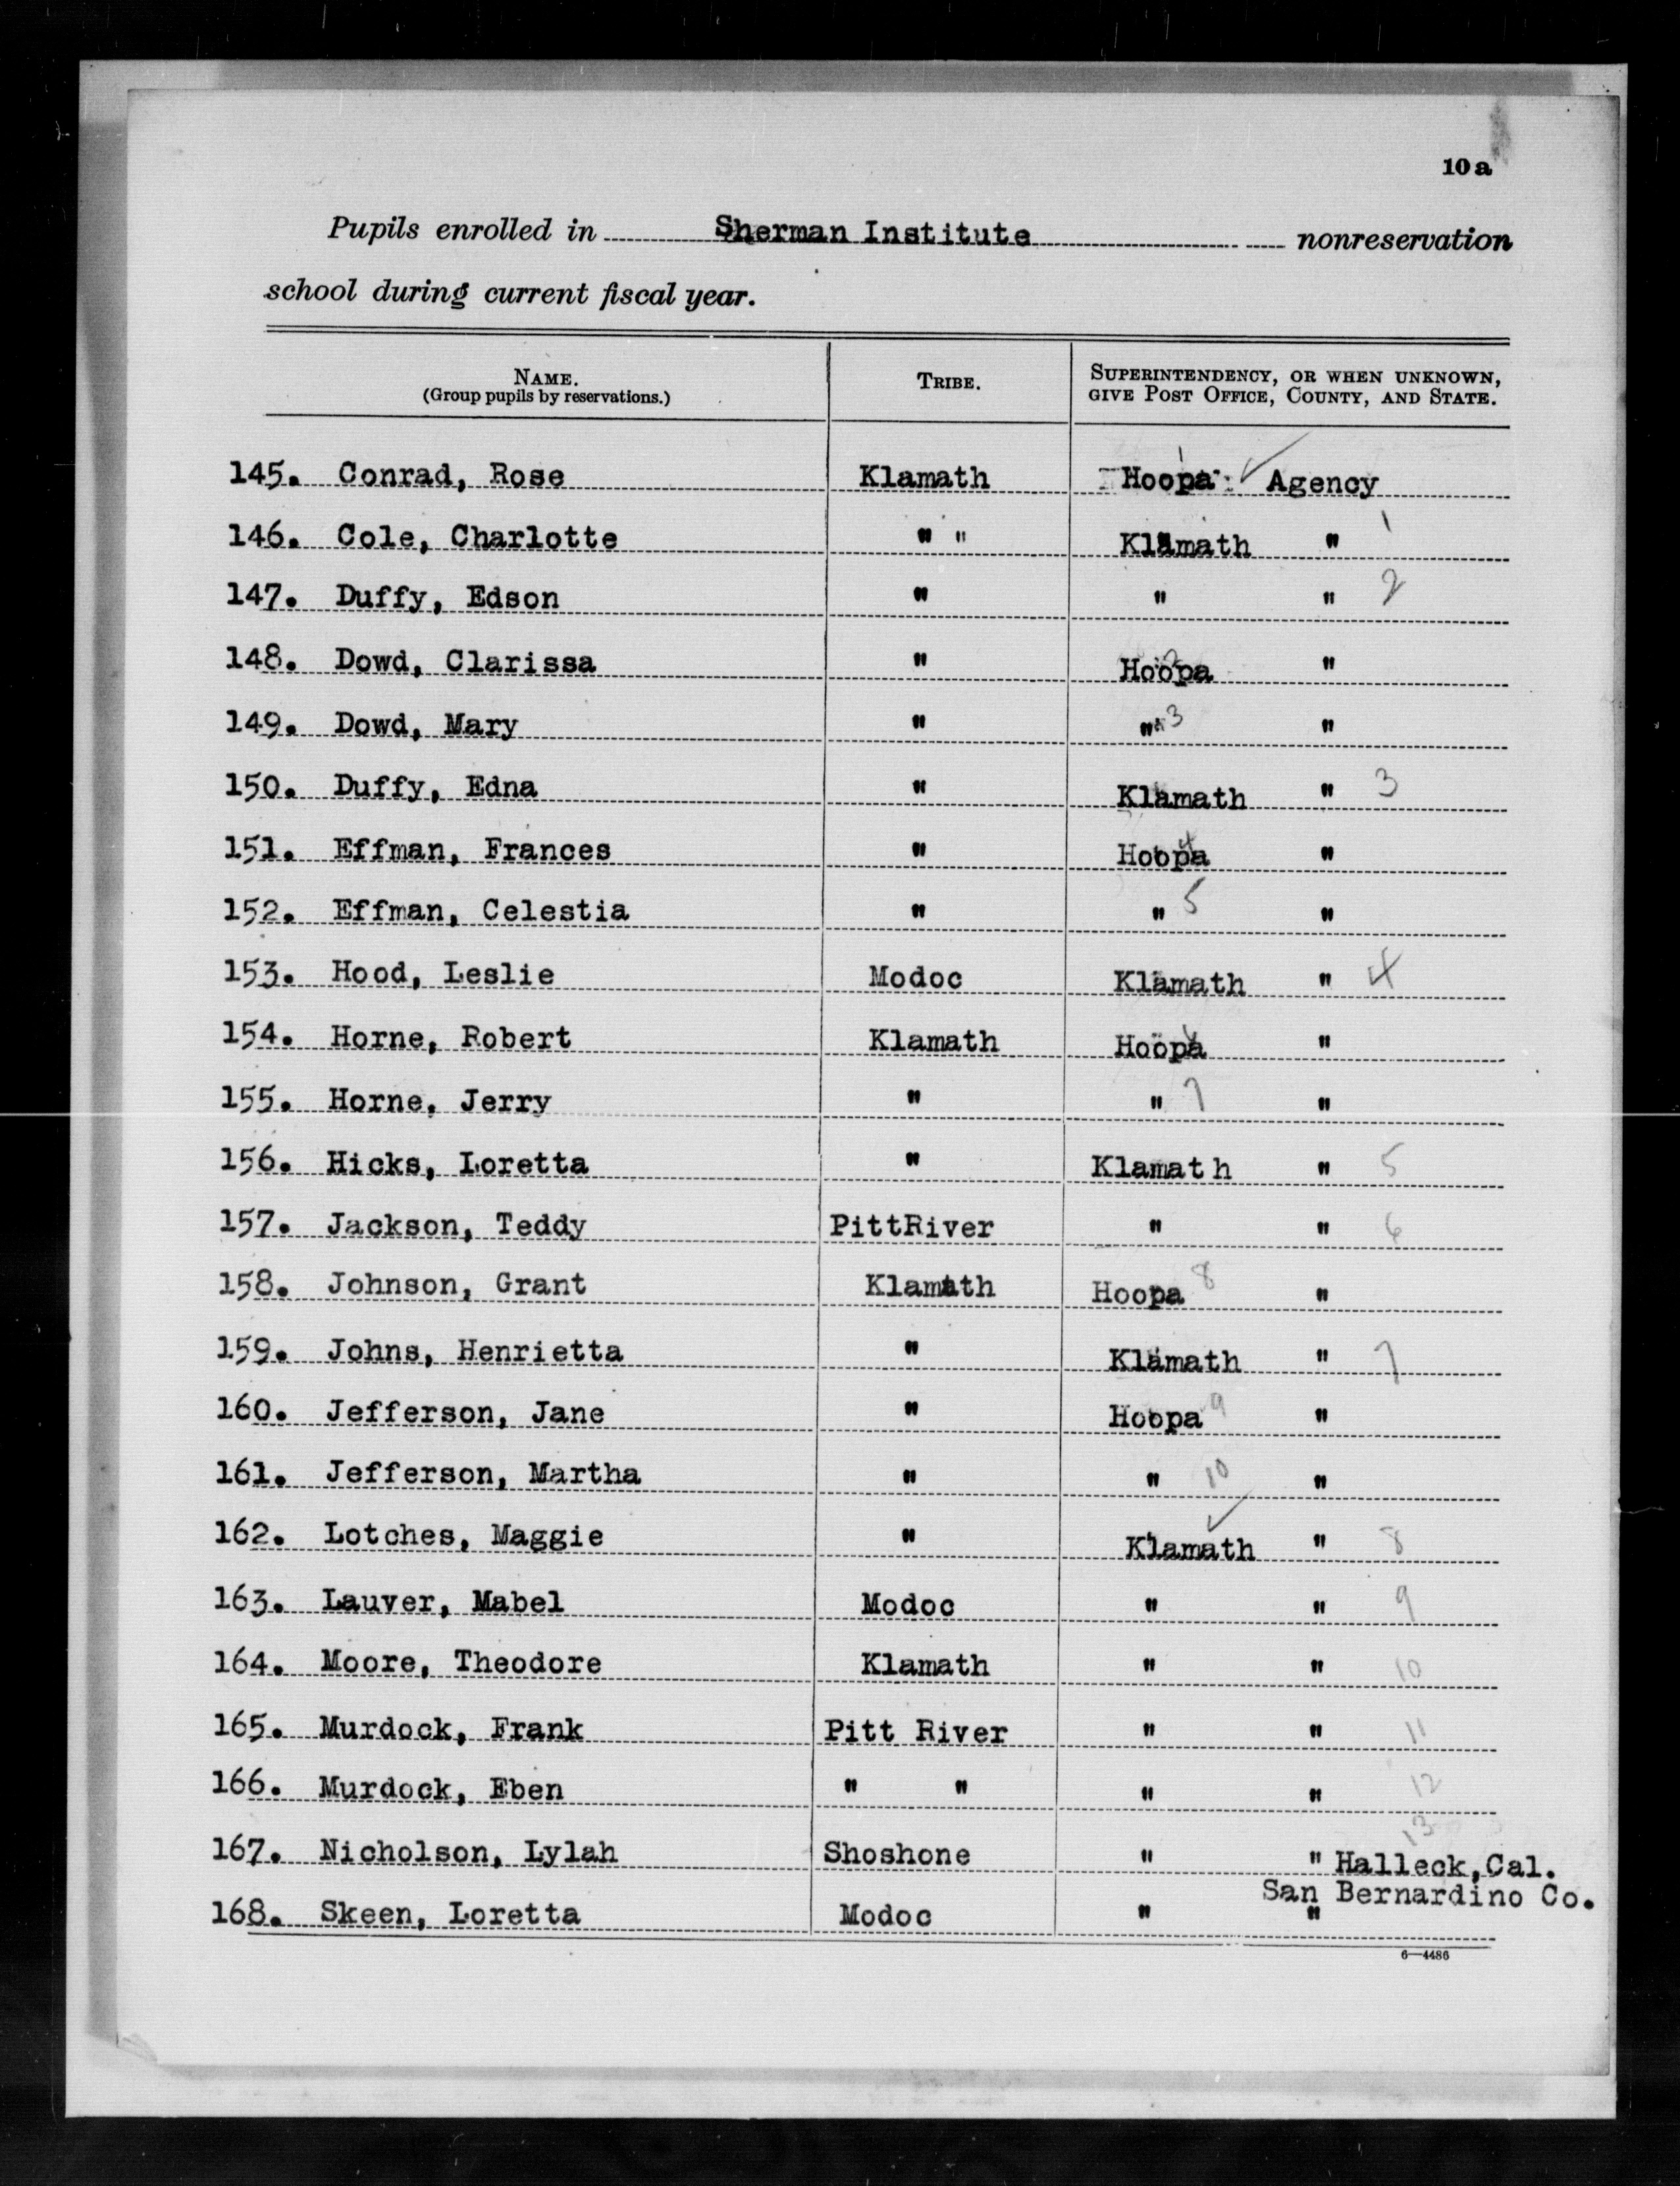 10a
Pupils enrolled in Sherman Institute nonreservation
school during current fiscal year.
NAME. TRIBE. SUPERINTENDENCY, OR WHEN UNKNOWN,
(Group pupils by reservations.) GIVE POST OFFICE, COUNTY, AND STATE.
145. Conrad, Rose Klamath Hoopa 1 ✓ Agency
146. Cole, Charlotte " " Klamath " 1
147. Duffy, Edson " " " 2
148. Dowd, Clarissa " Hoopa 2 "
149. Dowd, Mary " " 3 "
150. Duffy, Edna " Klamath " 3
151. Effman, Frances " Hoopa 4 "
152. Effman, Celestia " " 5 "
153. Hood, Leslie Modoc Klamath " 4
154. Horne, Robert Klamath Hoopa "
155. Horne, Jerry " " 7 "
156. Hicks, Loretta " Klamath " 5
157. Jackson, Teddy PittRiver " " 6
158. Johnson, Grant Klamath Hoopa 8 "
159. Johns, Henrietta " Klamath " 7
160. Jefferson, Jane " Hoopa 9 "
161. Jefferson, Martha " " 10 "
162. Lotches, Maggie " Klamath ✓ " 8
163. Lauver, Mabel Modoc " " 9
164. Moore, Theodore Klamath " " 10
165. Murdock, Frank Pitt River " " 11
166. Murdock, Eben " " " " 12
167. Nicholson, Lylah Shoshone " " Halleck, Cal. 13
San Bernardino Co.
168. Skeen, Loretta Modoc " "
6—4486